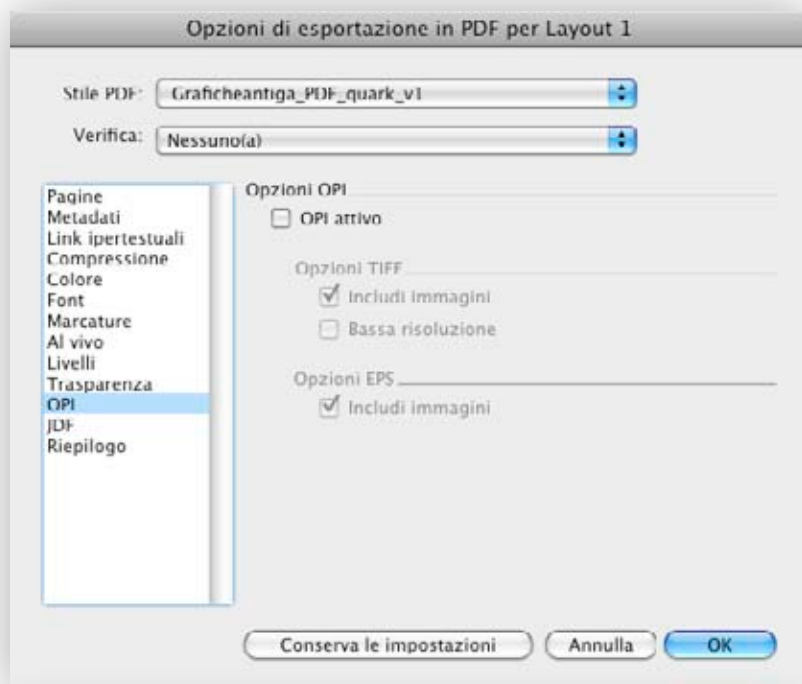 Opzioni di esportazione in PDF per Layout 1
Stile PDF: Graficheantiga_PDF_quark_v1
Verifica: Nessuno(a)
Pagine
Metadati
Link ipertestuali
Compressione
Colore
Font
Marcature
Al vivo
Livelli
Trasparenza
OPI
JDF
Riepilogo
Opzioni OPI
OPI attivo
Opzioni TIFF
Includi immagini
Bassa risoluzione
Opzioni EPS
Includi immagini
Conserva le impostazioni
Annulla
OK